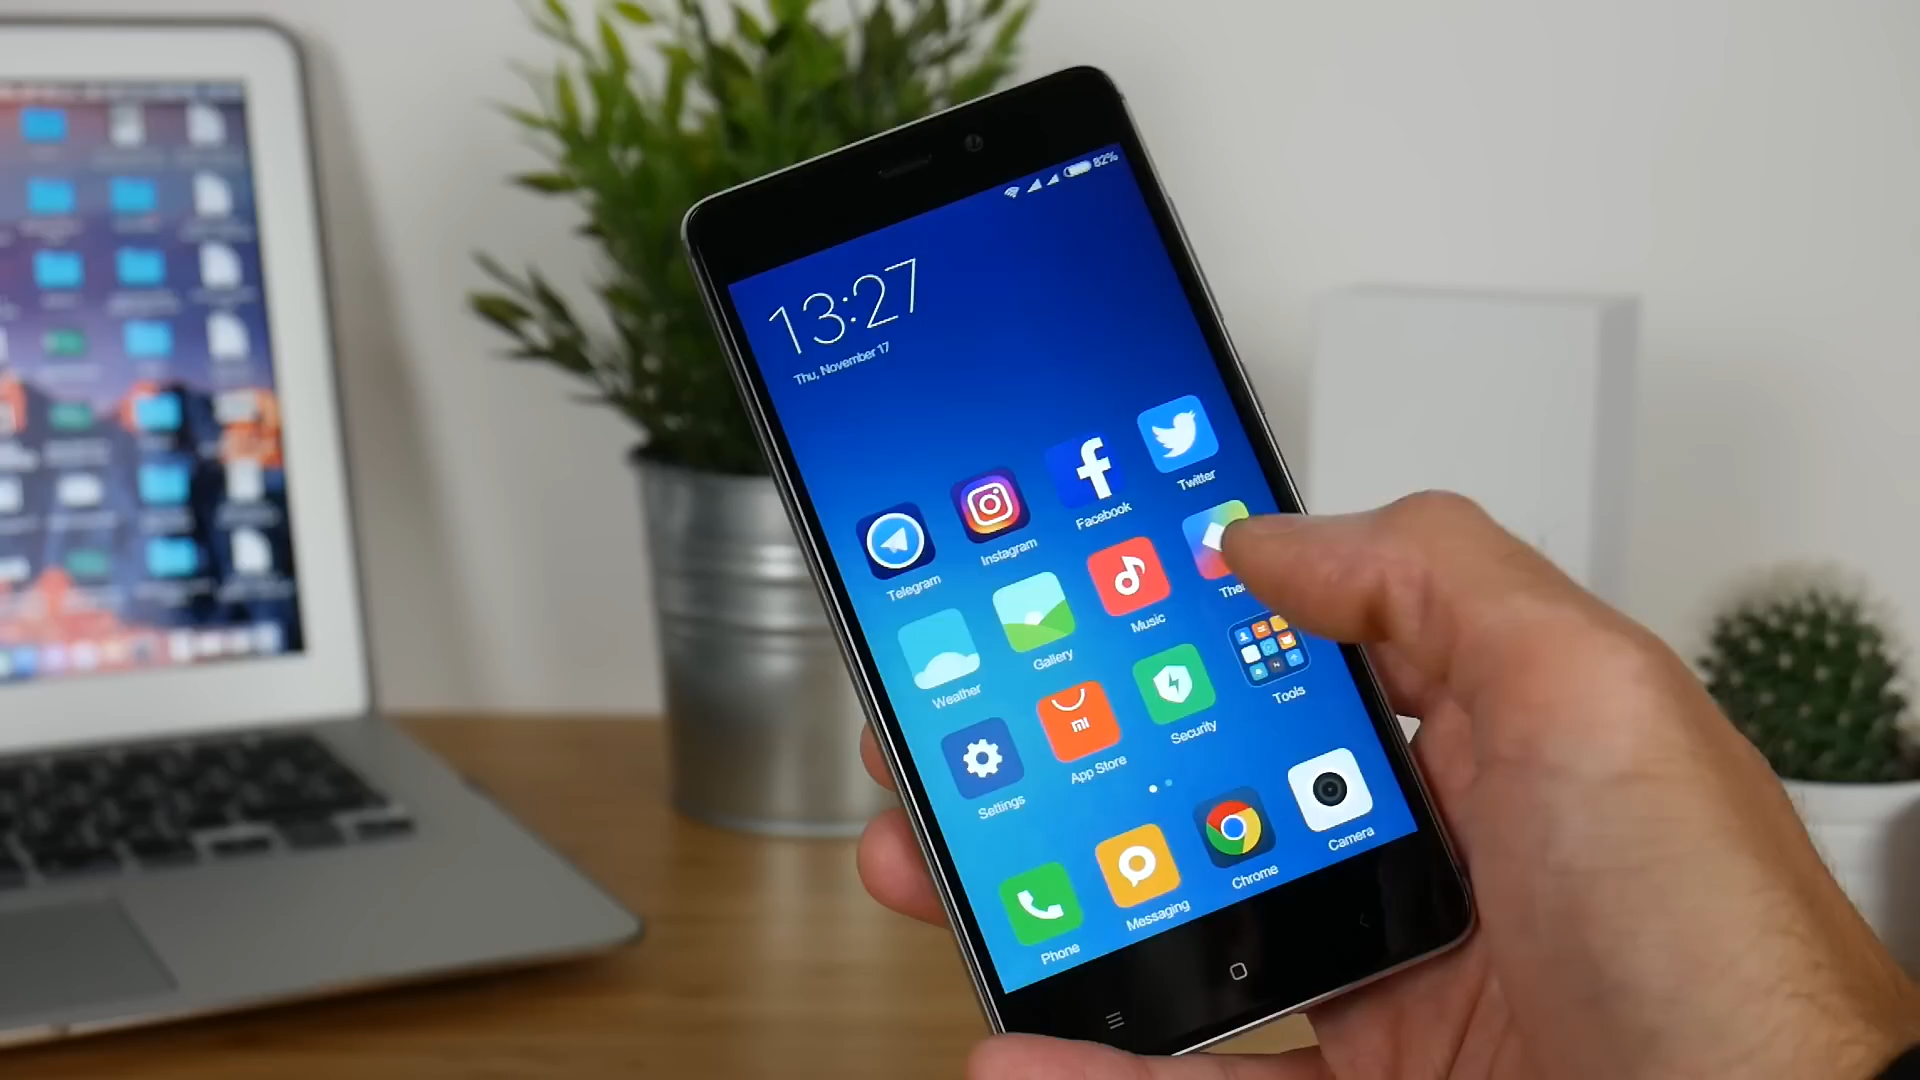 82%
13:27
Thu, November 17
Telegram
Instagram
Facebook
Twitter
Weather
Gallery
Music
Settings
MI
App Store
Security
Tools
Phone
Messaging
Chrome
Camera